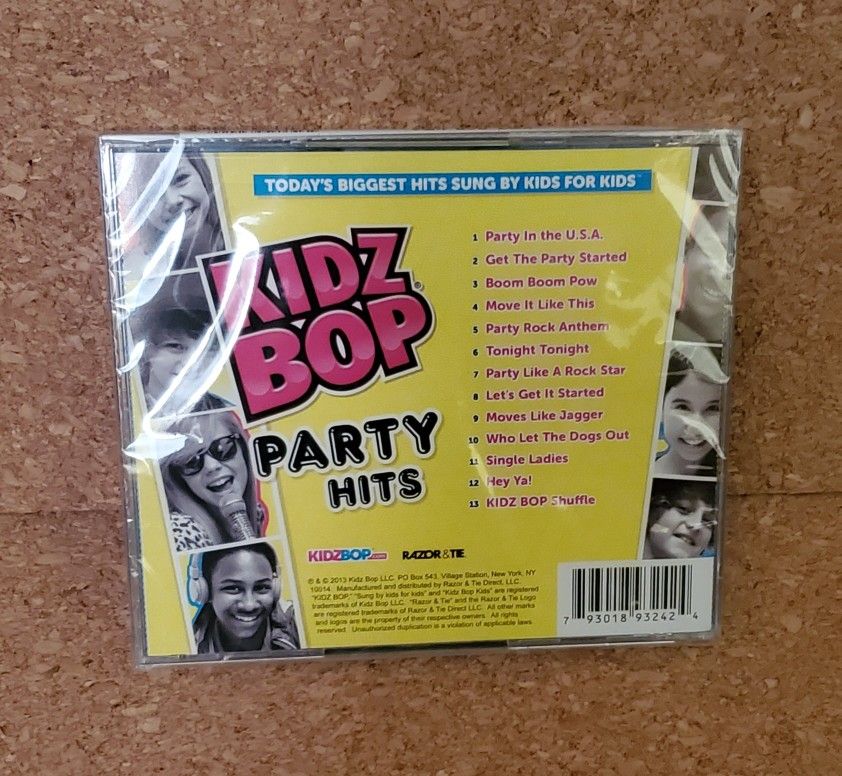 TODAY'S BIGGEST HITS SUNG BY KIDS FOR KIDS™
KIDZ
BOP®
PARTY
HITS
1 Party In the U.S.A.
2 Get The Party Started
3 Boom Boom Pow
4 Move It Like This
5 Party Rock Anthem
6 Tonight Tonight
7 Party Like A Rock Star
8 Let's Get It Started
9 Moves Like Jagger
10 Who Let The Dogs Out
11 Single Ladies
12 Hey Ya!
13 KIDZ BOP Shuffle
KIDZBOP.com RAZOR & TIE
℗ & © 2013 Kidz Bop LLC. PO Box 543, Village Station, New York, NY
10014. Manufactured and distributed by Razor & Tie Direct, LLC.
"KIDZ BOP," "Sung by kids for kids" and "Kidz Bop Kids" are registered
trademarks of Kidz Bop LLC. "Razor & Tie" and the Razor & Tie Logo
are registered trademarks of Razor & Tie Direct LLC. All other marks
and logos are the property of their respective owners. All rights
reserved. Unauthorized duplication is a violation of applicable laws.
7 93018 93242 4